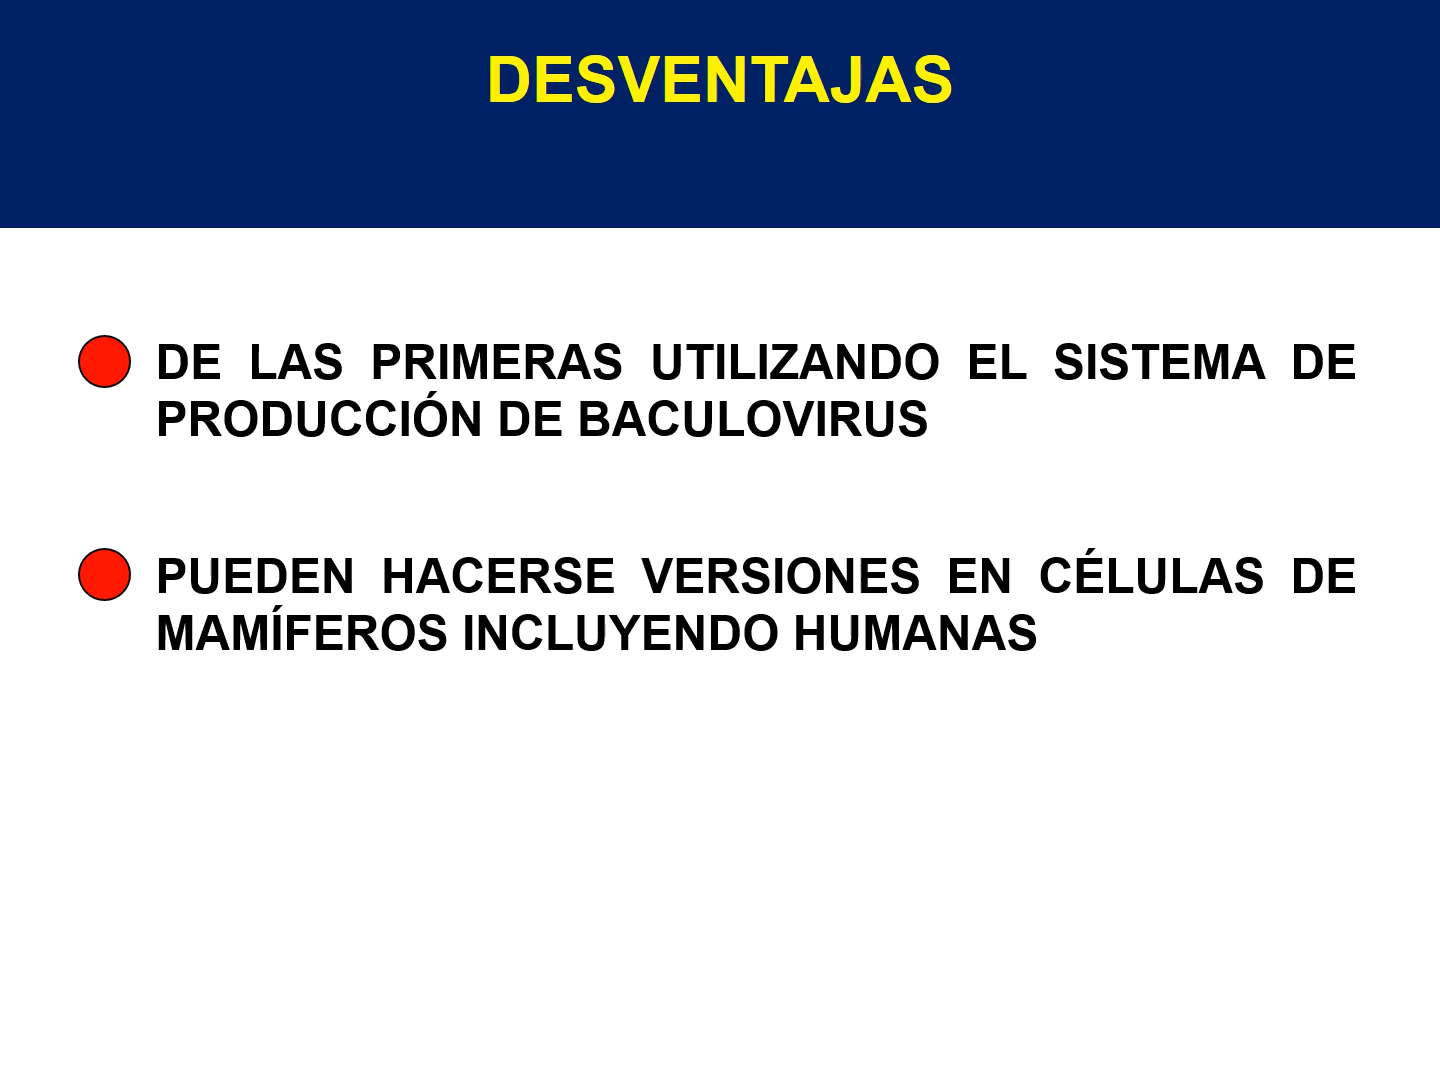 DESVENTAJAS
DE LAS PRIMERAS UTILIZANDO EL SISTEMA DE
PRODUCCIÓN DE BACULOVIRUS
PUEDEN HACERSE VERSIONES EN CÉLULAS DE
MAMÍFEROS INCLUYENDO HUMANAS